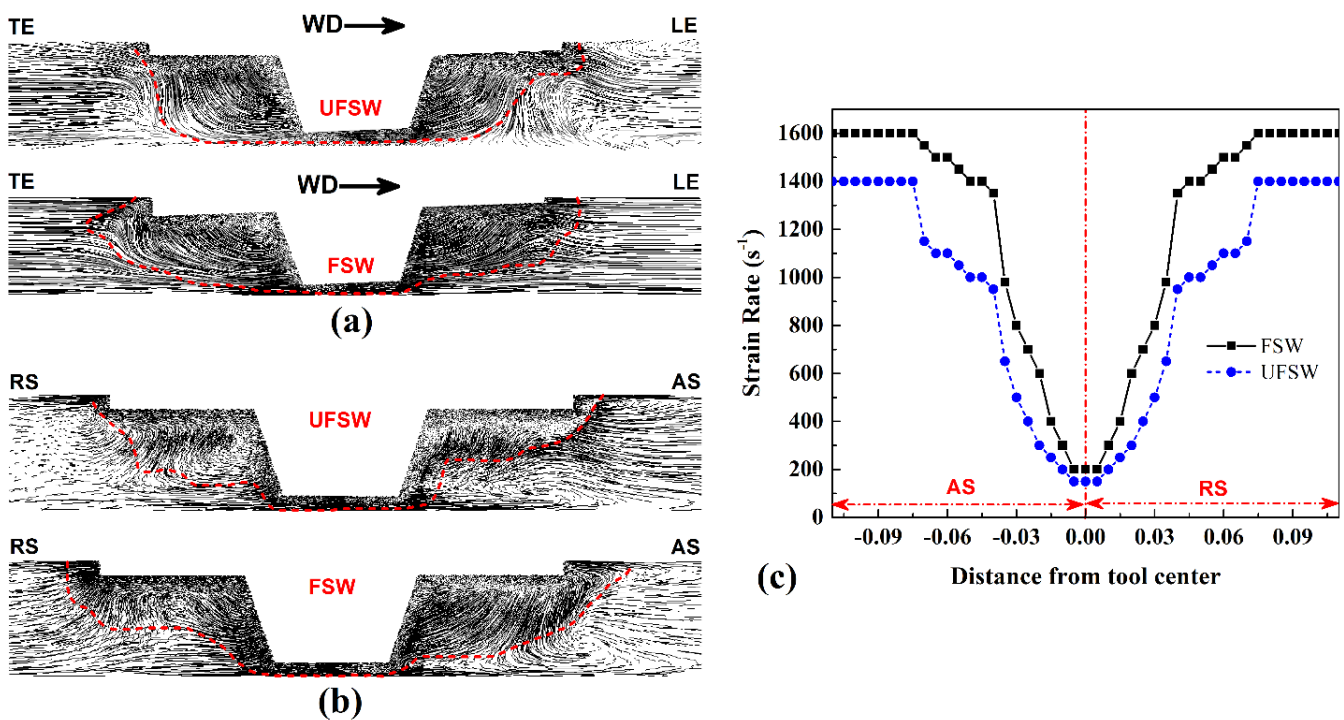 TE WD LE
UFSW
TE WD LE
FSW
(a)
RS AS
UFSW
RS AS
FSW
(b)
1600
1400
1200
1000
800
600
400
200
0
Strain Rate (s⁻¹)
FSW
UFSW
AS RS
-0.09 -0.06 -0.03 0.00 0.03 0.06 0.09
Distance from tool center
(c)